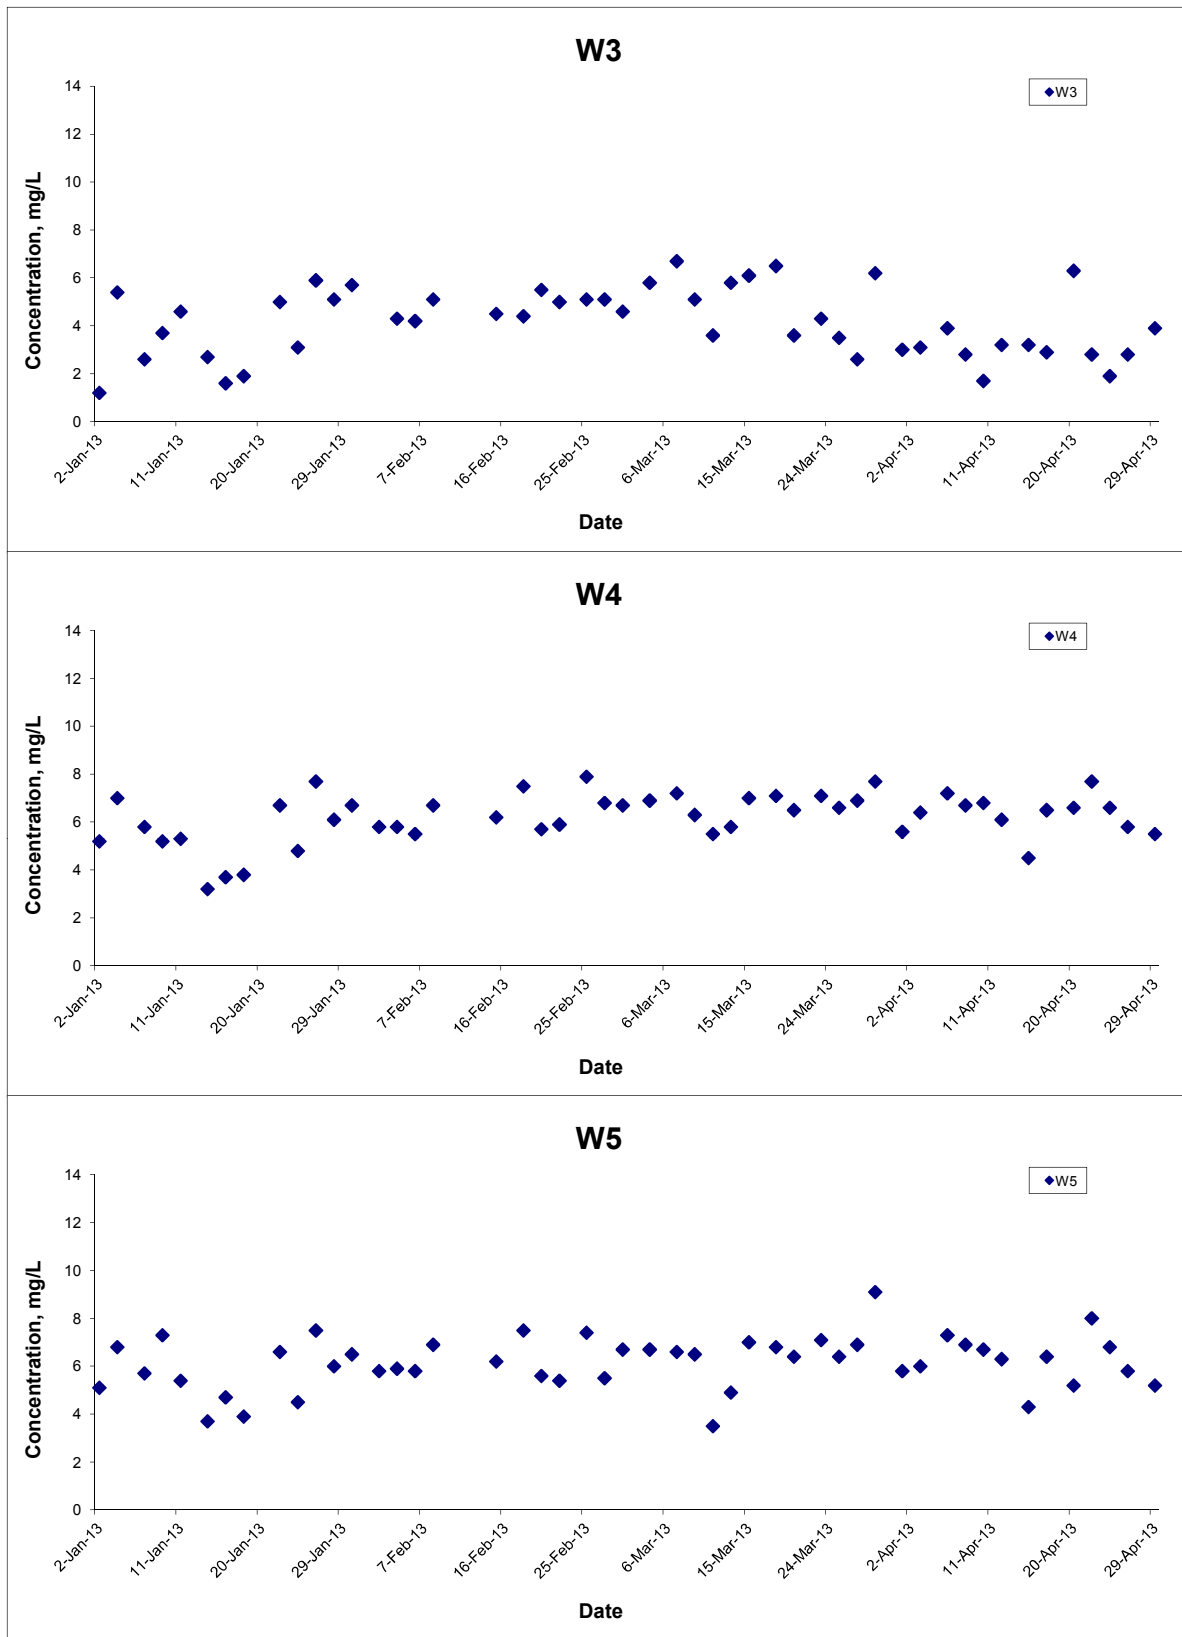 W3
W3
14
12
10
8
6
4
2
0
Concentration, mg/L
2-Jan-13
11-Jan-13
20-Jan-13
29-Jan-13
7-Feb-13
16-Feb-13
25-Feb-13
6-Mar-13
15-Mar-13
24-Mar-13
2-Apr-13
11-Apr-13
20-Apr-13
29-Apr-13
Date
W4
W4
14
12
10
8
6
4
2
0
Concentration, mg/L
2-Jan-13
11-Jan-13
20-Jan-13
29-Jan-13
7-Feb-13
16-Feb-13
25-Feb-13
6-Mar-13
15-Mar-13
24-Mar-13
2-Apr-13
11-Apr-13
20-Apr-13
29-Apr-13
Date
W5
W5
14
12
10
8
6
4
2
0
Concentration, mg/L
2-Jan-13
11-Jan-13
20-Jan-13
29-Jan-13
7-Feb-13
16-Feb-13
25-Feb-13
6-Mar-13
15-Mar-13
24-Mar-13
2-Apr-13
11-Apr-13
20-Apr-13
29-Apr-13
Date